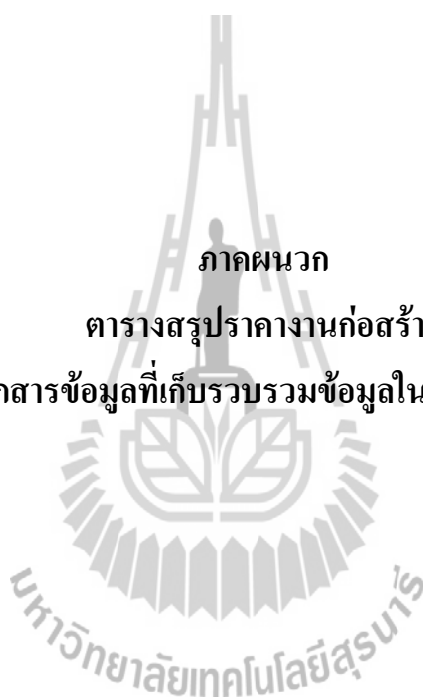 ภาคผนวก
ตารางสรุปราคางานก่อสร้า
กสารข้อมูลที่เก็บรวบรวมข้อมูลใน
มหาวิทยาลัยเทคโนโลยีสุรนารี